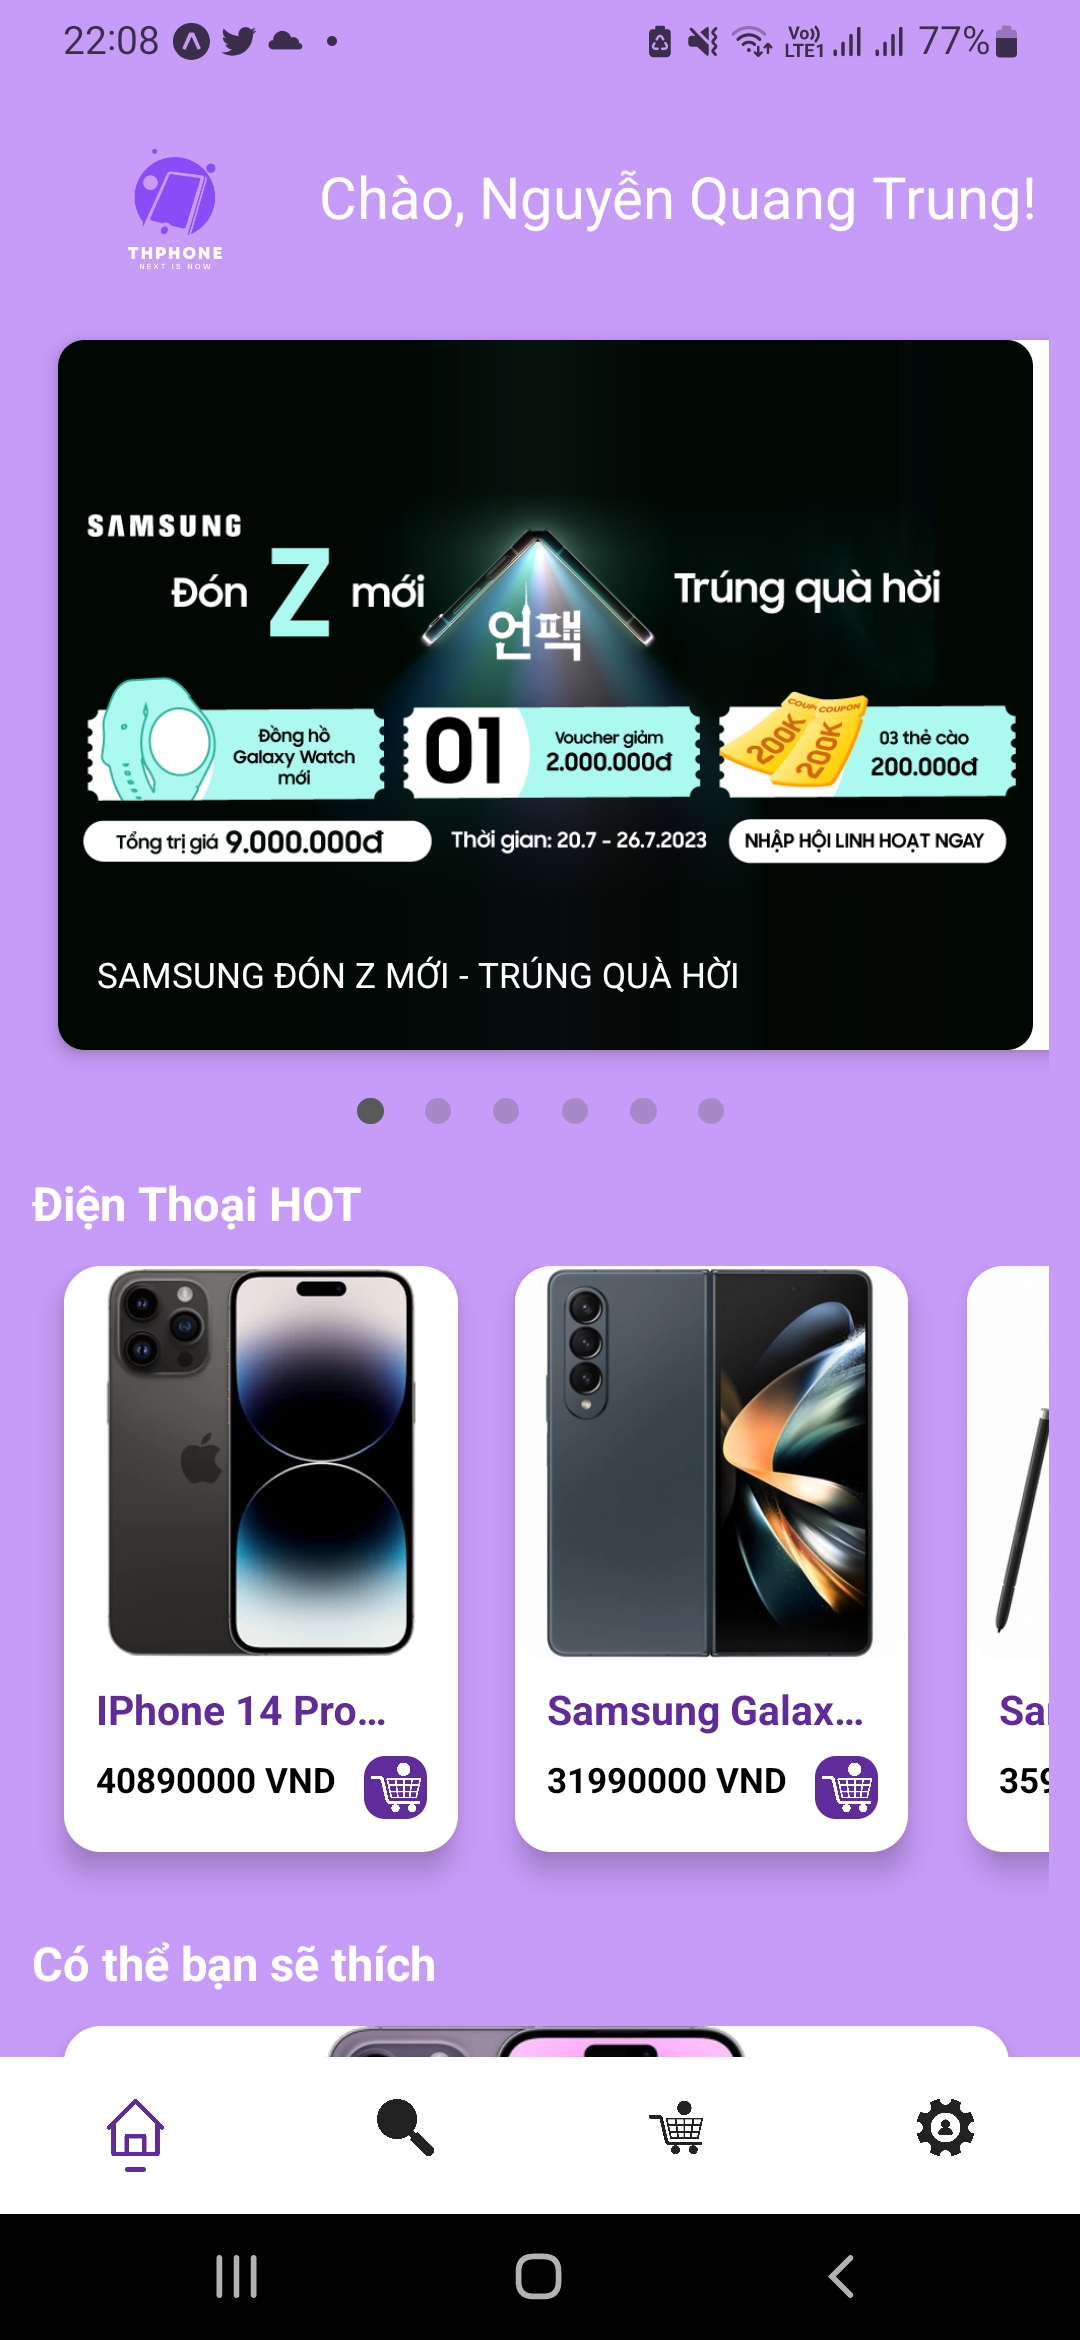 22:08
Vo)) LTE1
77%
THPHONE
NEXT IS NOW
Chào, Nguyễn Quang Trung!
SAMSUNG
Đón Z mới
언팩
Trúng quà hời
Đồng hồ
Galaxy Watch
mới
01
Voucher giảm
2.000.000đ
COUPON
200K
200K
03 thẻ cào
200.000đ
Tổng trị giá 9.000.000đ
Thời gian: 20.7 - 26.7.2023
NHẬP HỘI LINH HOẠT NGAY
SAMSUNG ĐÓN Z MỚI - TRÚNG QUÀ HỜI
Điện Thoại HOT
IPhone 14 Pro...
40890000 VND
Samsung Galax...
31990000 VND
359
Có thể bạn sẽ thích